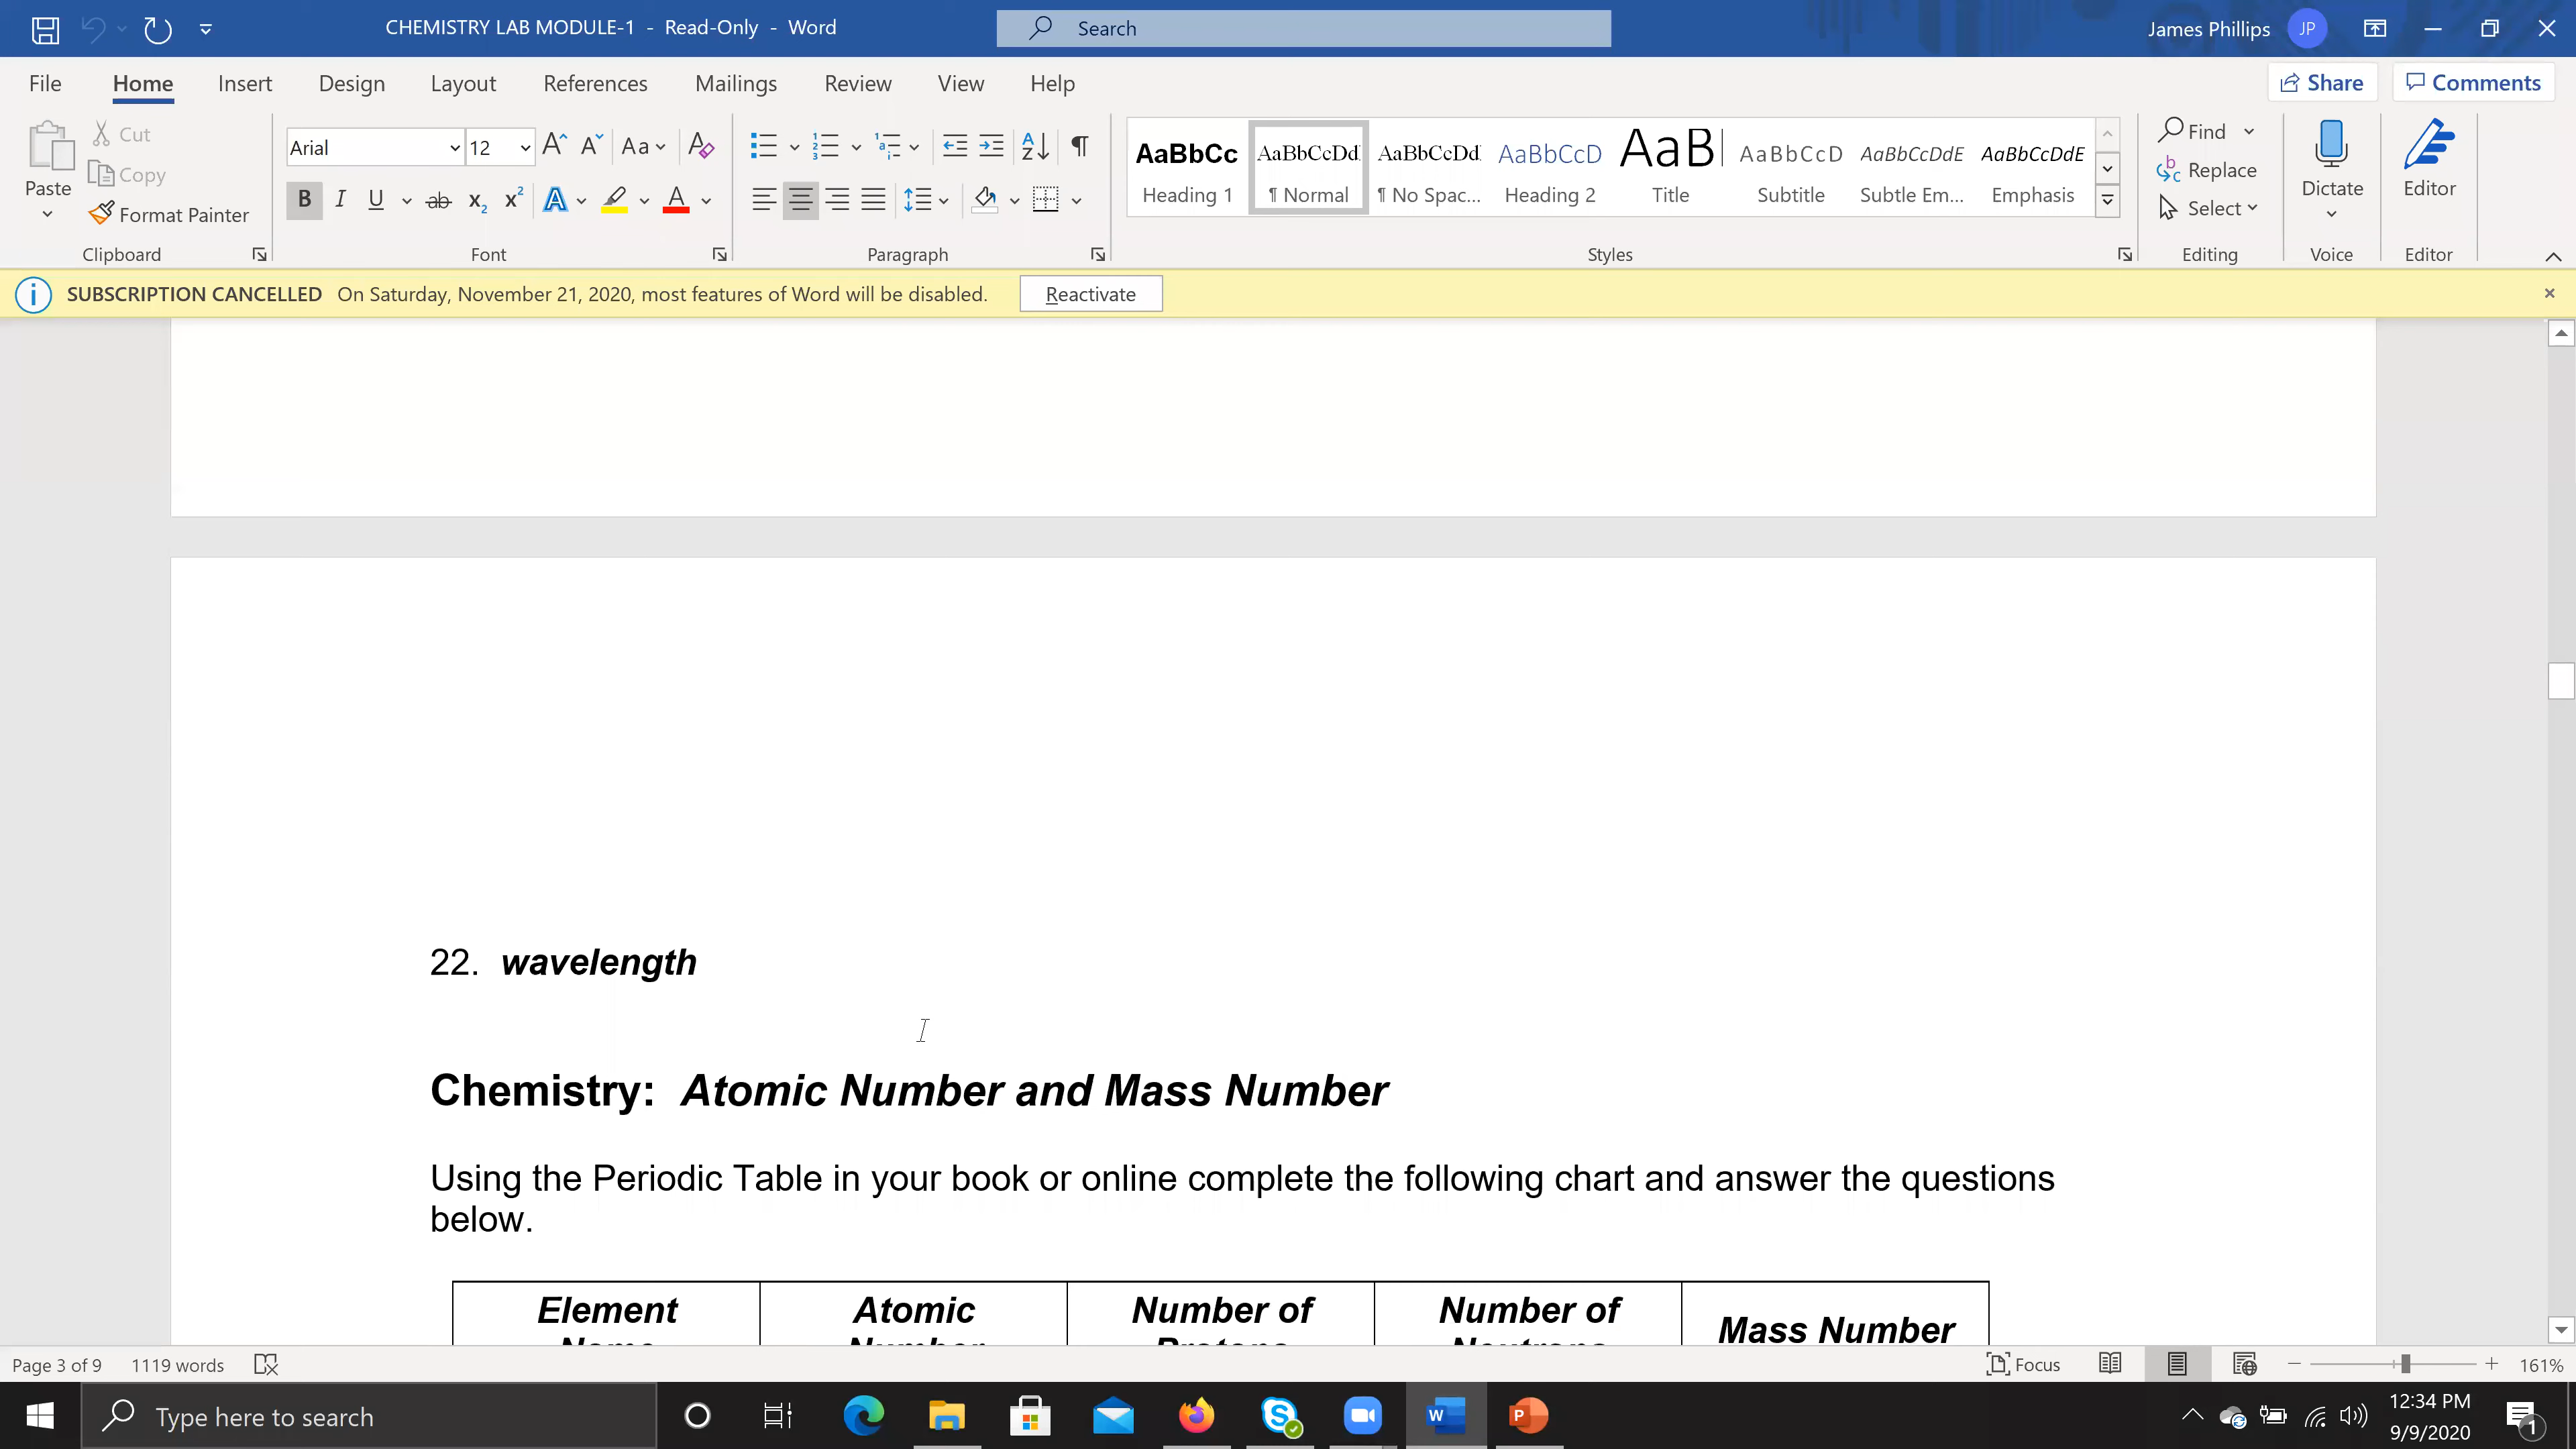 CHEMISTRY LAB MODULE-1 - Read-Only - Word
Search
James Phillips JP
File Home Insert Design Layout References Mailings Review View Help
Share Comments
Paste
Cut
Copy
Format Painter
Clipboard
Arial 12
Font
Paragraph
AaBbCc AaBbCcDd AaBbCcDd AaBbCcD AaB AaBbCcD AaBbCcDdE AaBbCcDdE
Heading 1 ¶ Normal ¶ No Spac... Heading 2 Title Subtitle Subtle Em... Emphasis
Styles
Find
Replace
Select
Editing
Dictate
Voice
Editor
Editor
SUBSCRIPTION CANCELLED On Saturday, November 21, 2020, most features of Word will be disabled. Reactivate
22. wavelength
Chemistry: Atomic Number and Mass Number
Using the Periodic Table in your book or online complete the following chart and answer the questions
below.
Element Atomic Number of Number of
Name Number Protons Neutrons Mass Number
Page 3 of 9 1119 words
Focus
161%
Type here to search
12:34 PM
9/9/2020
1